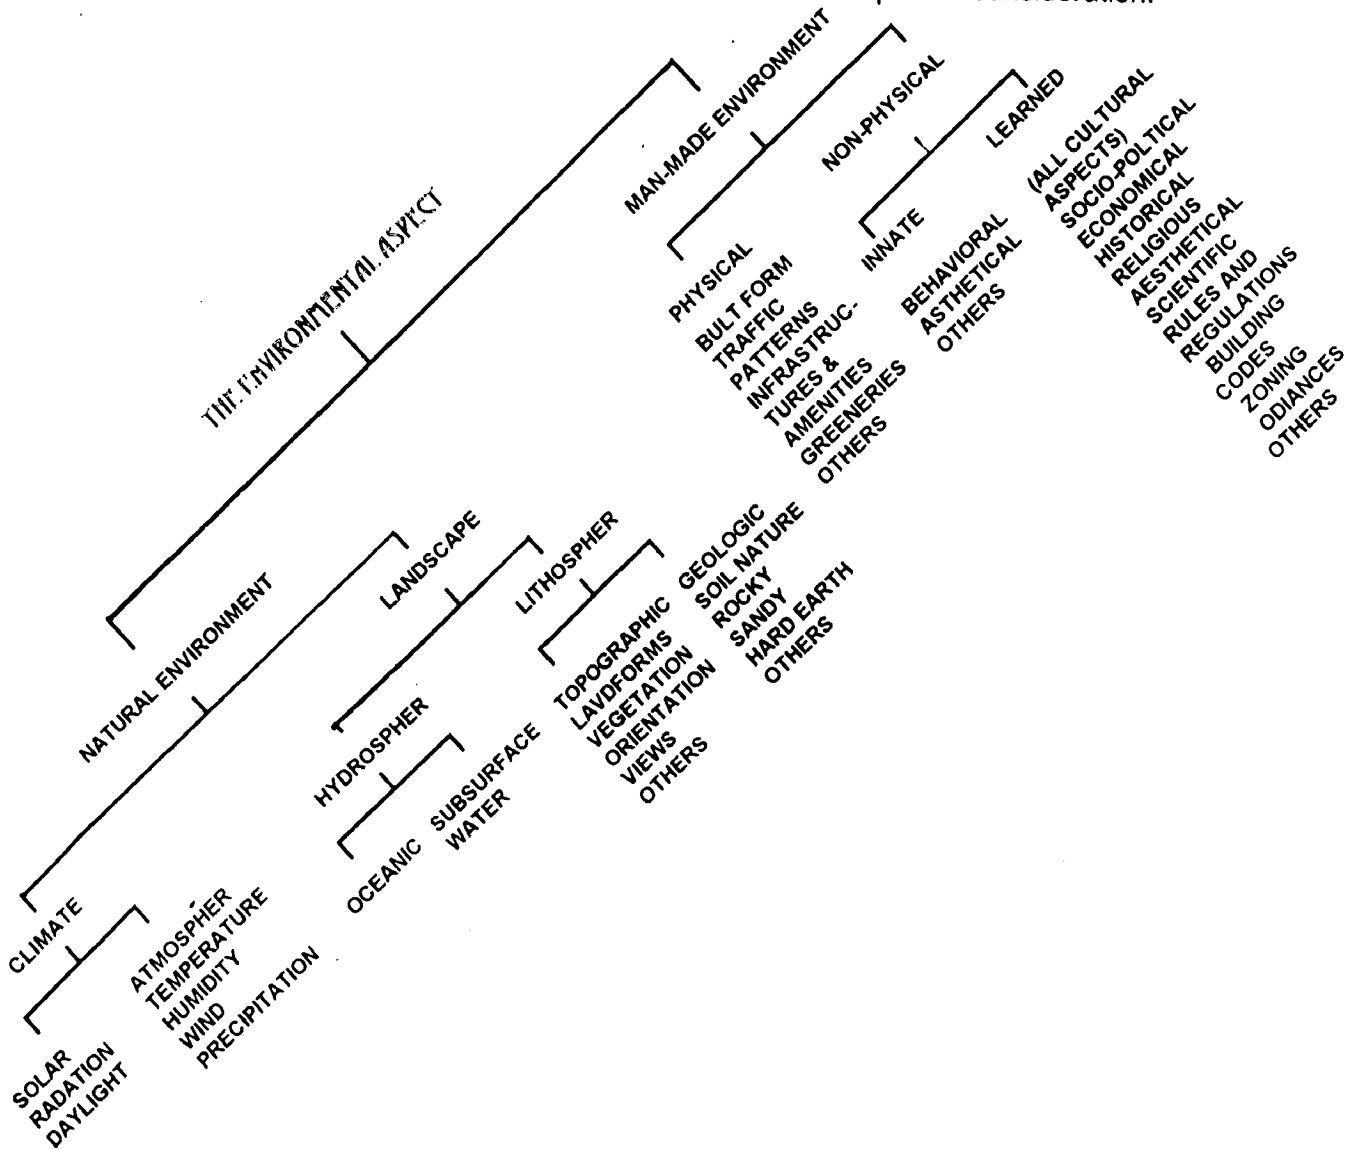 THE ENVIRONMENTAL ASPECT
NATURAL ENVIRONMENT
CLIMATE
SOLAR
RADATION
DAYLIGHT
ATMOSPHER
TEMPERATURE
HUMIDITY
WIND
PRECIPITATION
LANDSCAPE
HYDROSPHER
OCEANIC
SUBSURFACE
WATER
LITHOSPHER
TOPOGRAPHIC
LAVDFORMS
VEGETATION
ORIENTATION
VIEWS
OTHERS
GEOLOGIC
SOIL NATURE
ROCKY
SANDY
HARD EARTH
OTHERS
MAN-MADE ENVIRONMENT
PHYSICAL
BULT FORM
TRAFFIC
PATTERNS
INFRASTRUC-
TURES &
AMENITIES
GREENERIES
OTHERS
NON-PHYSICAL
INNATE
BEHAVIORAL
ASTHETICAL
OTHERS
LEARNED
(ALL CULTURAL
ASPECTS)
SOCIO-POLTICAL
ECONOMICAL
HISTORICAL
RELIGIOUS
AESTHETICAL
SCIENTIFIC
RULES AND
REGULATIONS
BUILDING
CODES
ZONING
ODIANCES
OTHERS